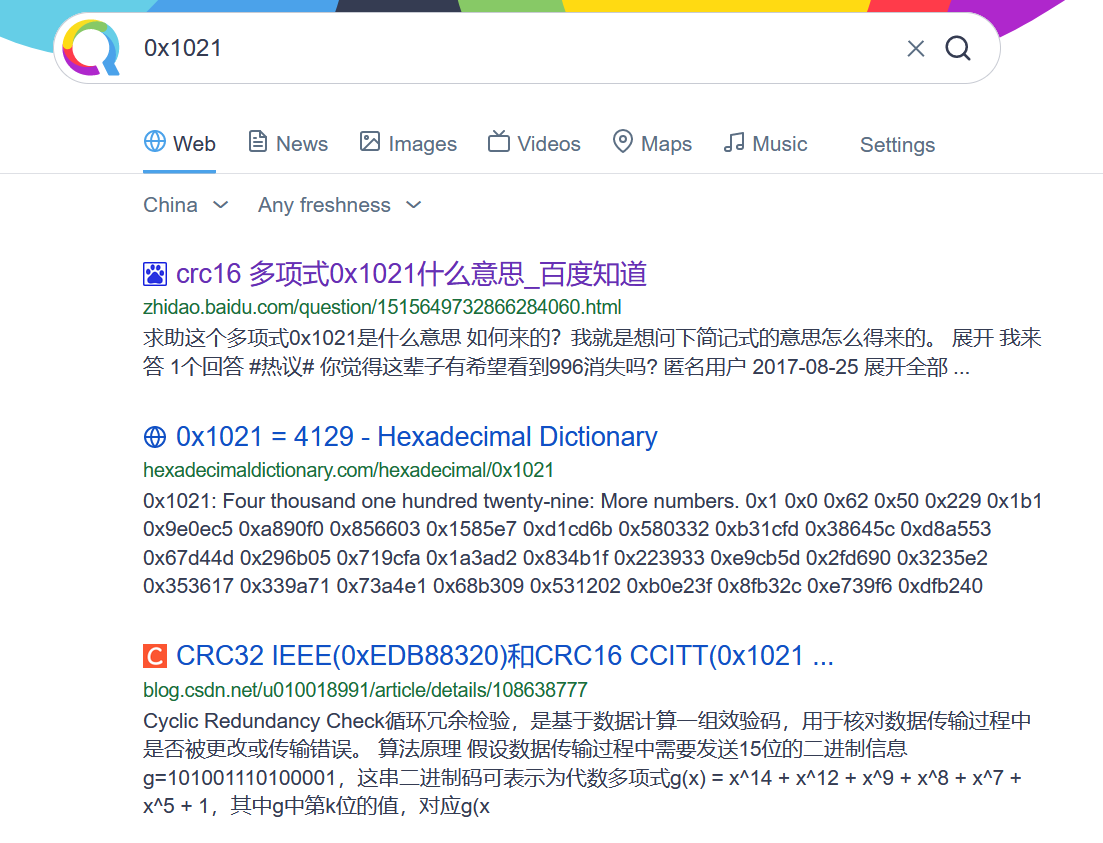 0x1021
Web News Images Videos Maps Music Settings
China Any freshness
crc16 多项式0x1021什么意思_百度知道
zhidao.baidu.com/question/1515649732866284060.html
求助这个多项式0x1021是什么意思 如何来的？我就是想问下简记式的意思怎么得来的。 展开 我来
答 1个回答 #热议# 你觉得这辈子有希望看到996消失吗? 匿名用户 2017-08-25 展开全部 ...
0x1021 = 4129 - Hexadecimal Dictionary
hexadecimaldictionary.com/hexadecimal/0x1021
0x1021: Four thousand one hundred twenty-nine: More numbers. 0x1 0x0 0x62 0x50 0x229 0x1b1
0x9e0ec5 0xa890f0 0x856603 0x1585e7 0xd1cd6b 0x580332 0xb31cfd 0x38645c 0xd8a553
0x67d44d 0x296b05 0x719cfa 0x1a3ad2 0x834b1f 0x223933 0xe9cb5d 0x2fd690 0x3235e2
0x353617 0x339a71 0x73a4e1 0x68b309 0x531202 0xb0e23f 0x8fb32c 0xe739f6 0xdfb240
CRC32 IEEE(0xEDB88320)和CRC16 CCITT(0x1021 ...
blog.csdn.net/u010018991/article/details/108638777
Cyclic Redundancy Check循环冗余检验，是基于数据计算一组效验码，用于核对数据传输过程中
是否被更改或传输错误。 算法原理 假设数据传输过程中需要发送15位的二进制信息
g=101001110100001，这串二进制码可表示为代数多项式g(x) = x^14 + x^12 + x^9 + x^8 + x^7 +
x^5 + 1，其中g中第k位的值，对应g(x